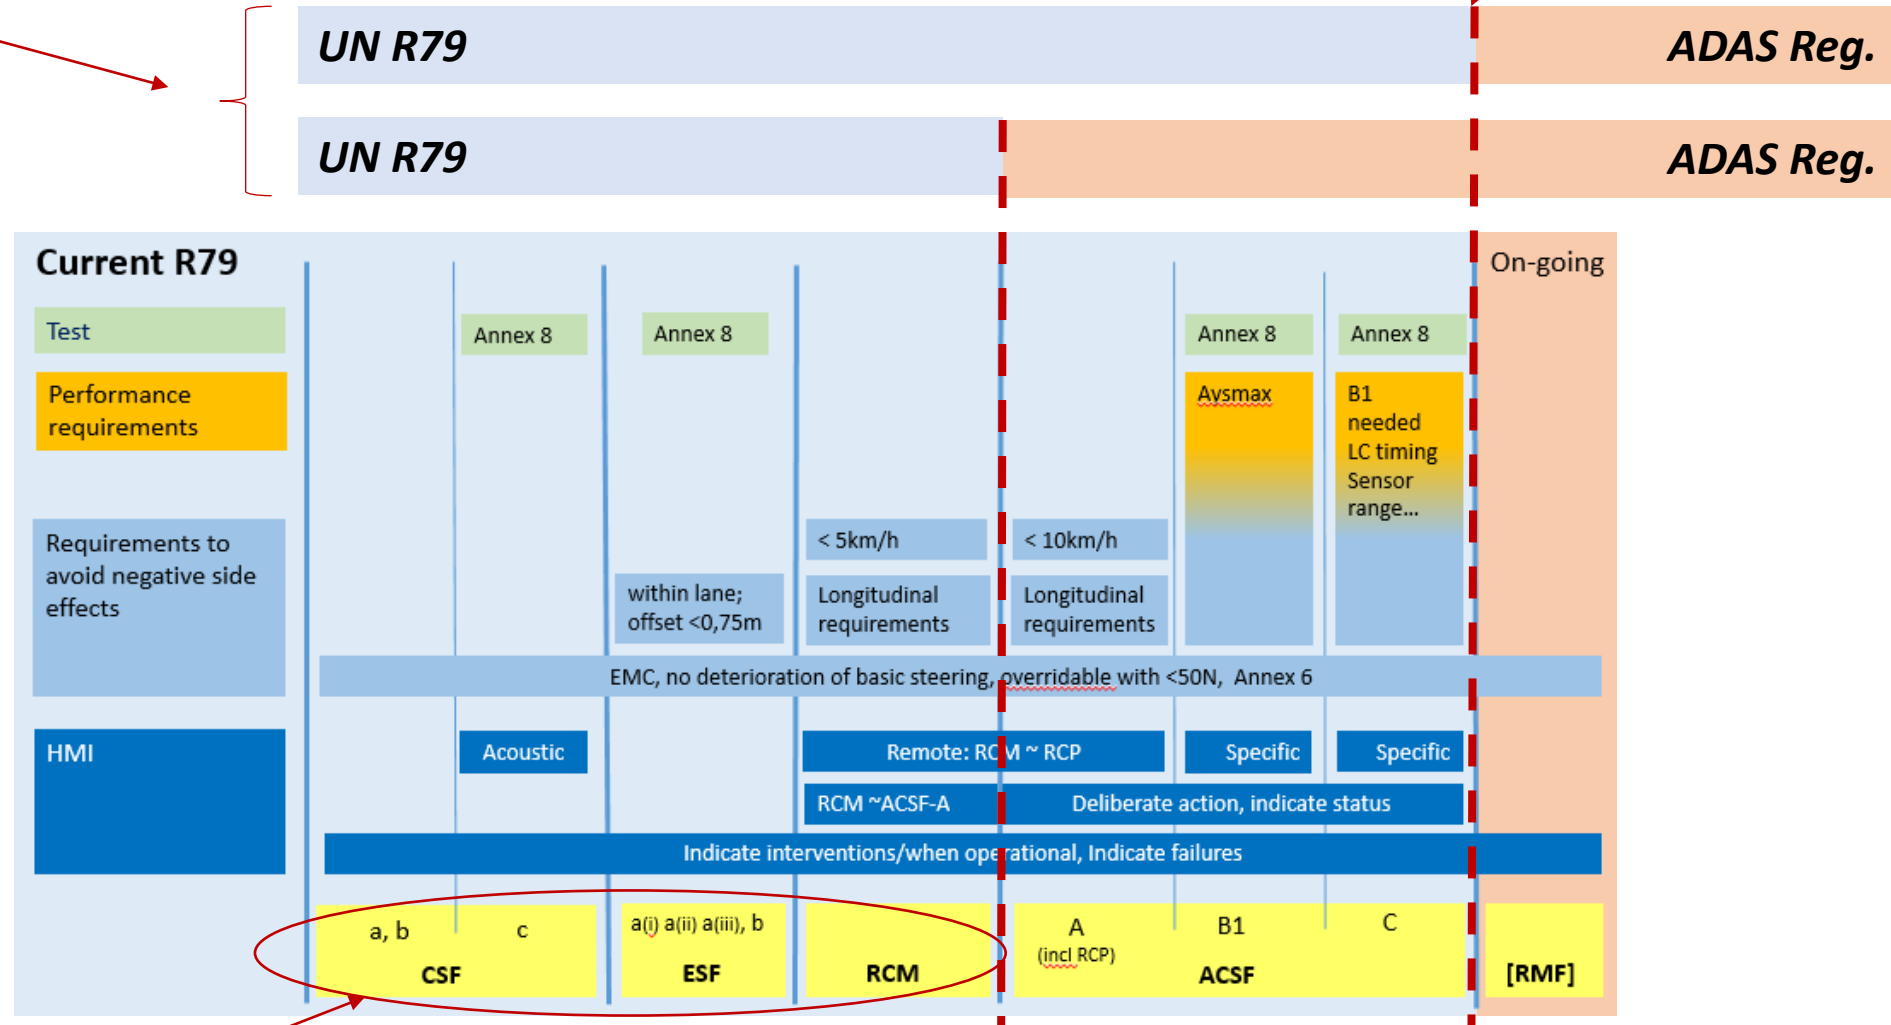 UN R79
ADAS Reg.
UN R79
ADAS Reg.
Current R79
On-going
Test
Annex 8
Annex 8
Annex 8
Annex 8
Performance
requirements
Aysmax
B1
needed
LC timing
Sensor
range...
Requirements to
avoid negative side
effects
within lane;
offset <0,75m
< 5km/h
Longitudinal
requirements
< 10km/h
Longitudinal
requirements
EMC, no deterioration of basic steering, overridable with <50N, Annex 6
HMI
Acoustic
Remote: RCM ~ RCP
Specific
Specific
RCM ~ACSF-A
Deliberate action, indicate status
Indicate interventions/when operational, Indicate failures
a, b
c
CSF
a(i) a(ii) a(iii), b
ESF
RCM
A
(incl RCP)
B1
C
ACSF
[RMF]